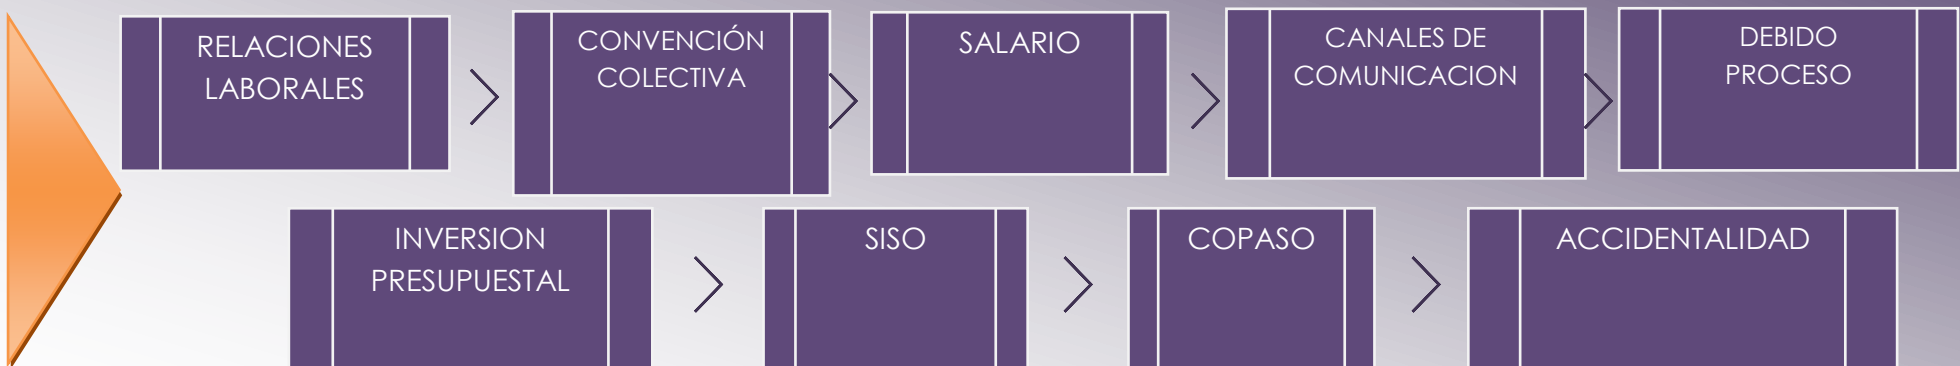 RELACIONES
LABORALES
CONVENCIÓN
COLECTIVA
SALARIO
CANALES DE
COMUNICACION
DEBIDO
PROCESO
INVERSION
PRESUPUESTAL
SISO
COPASO
ACCIDENTALIDAD